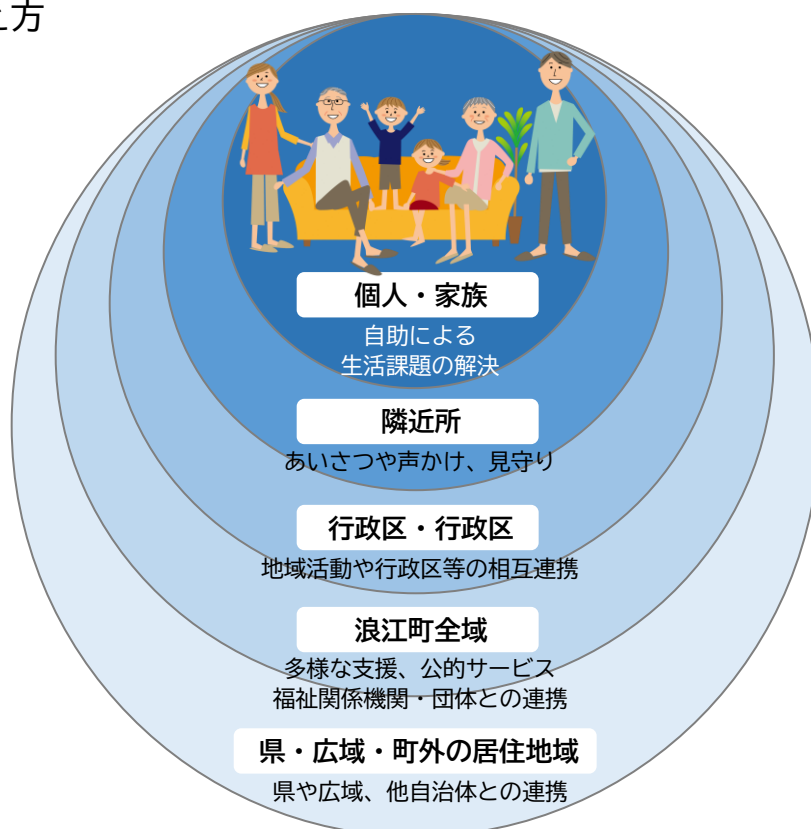 え方
個人・家族
自助による
生活課題の解決
隣近所
あいさつや声かけ、見守り
行政区・行政区
地域活動や行政区等の相互連携
浪江町全域
多様な支援、公的サービス
福祉関係機関・団体との連携
県・広域・町外の居住地域
県や広域、他自治体との連携